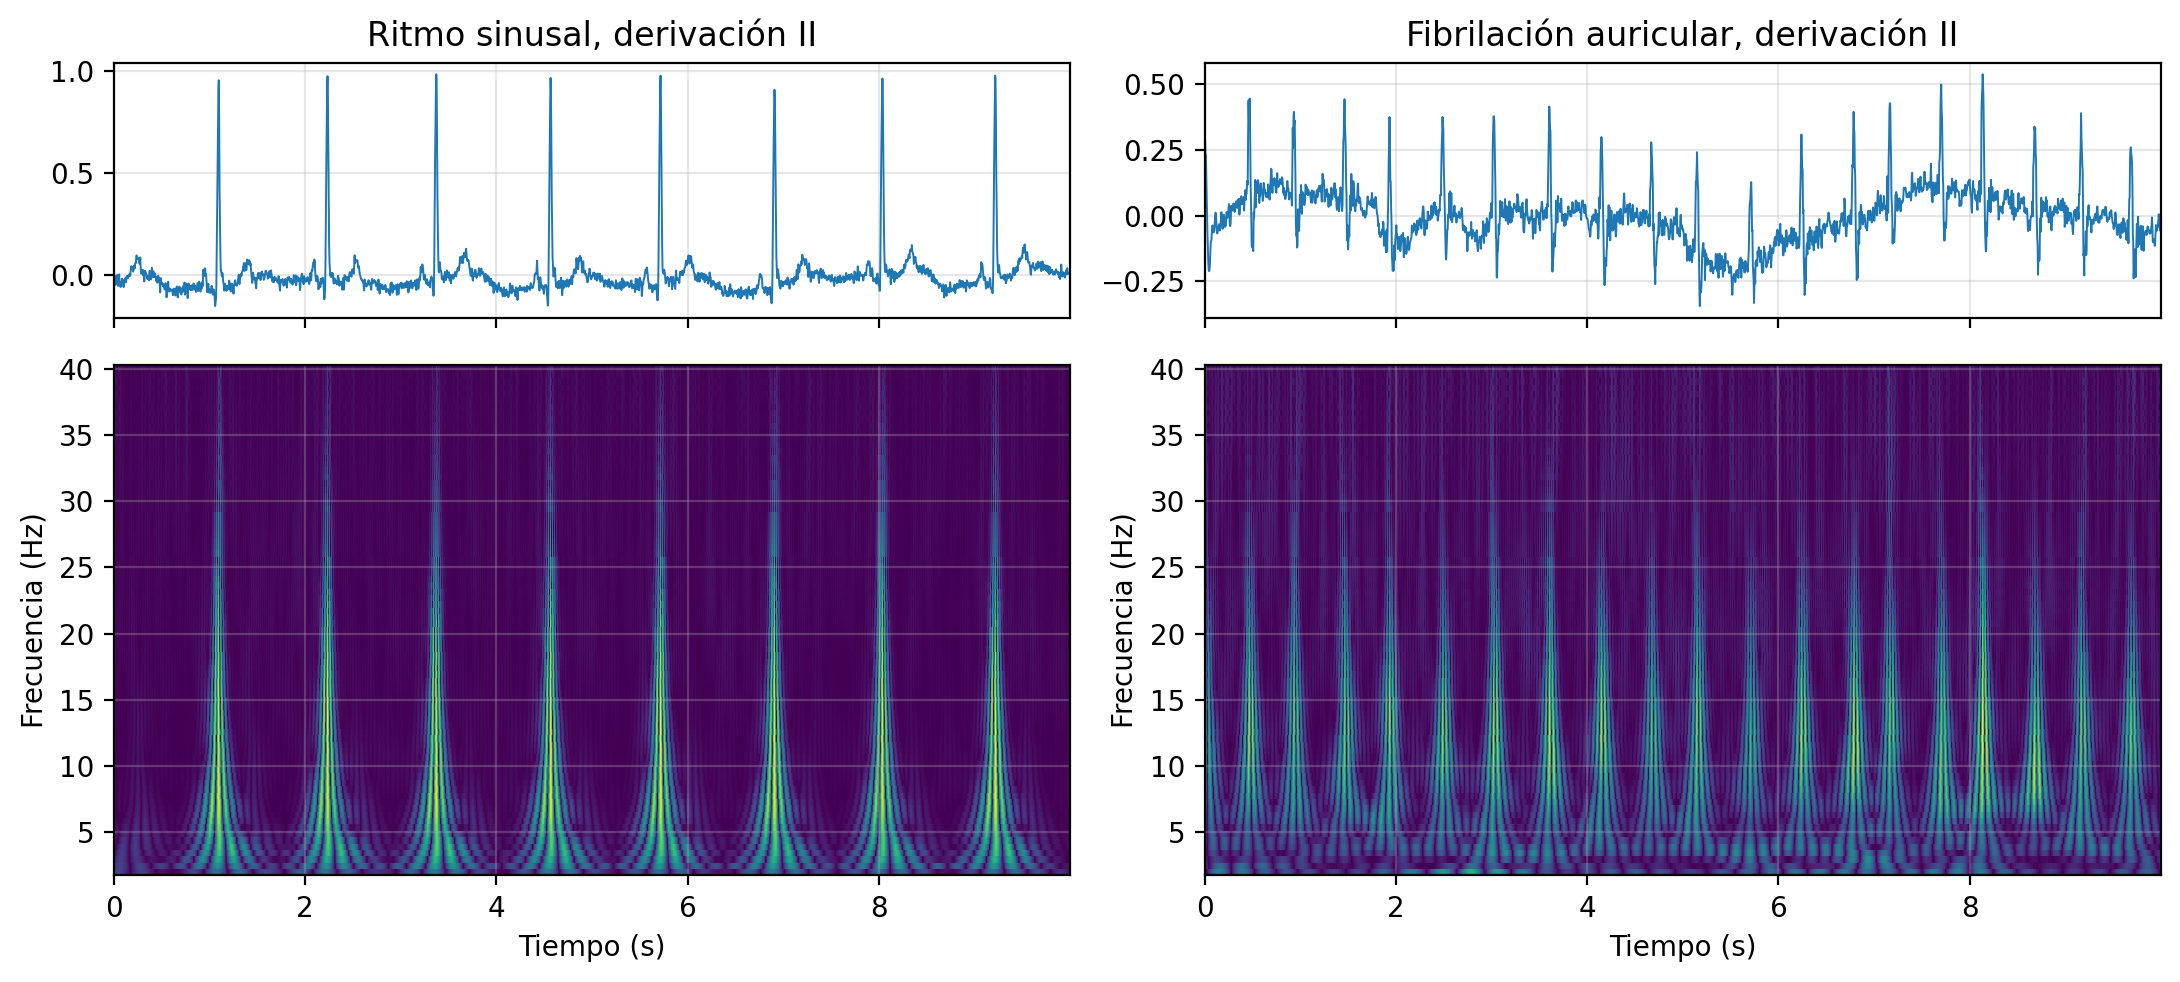 Ritmo sinusal, derivación II
1.0
0.5
0.0
Fibrilación auricular, derivación II
0.50
0.25
0.00
−0.25
40
35
30
25
20
15
10
5
Frecuencia (Hz)
0 2 4 6 8
Tiempo (s)
40
35
30
25
20
15
10
5
Frecuencia (Hz)
0 2 4 6 8
Tiempo (s)